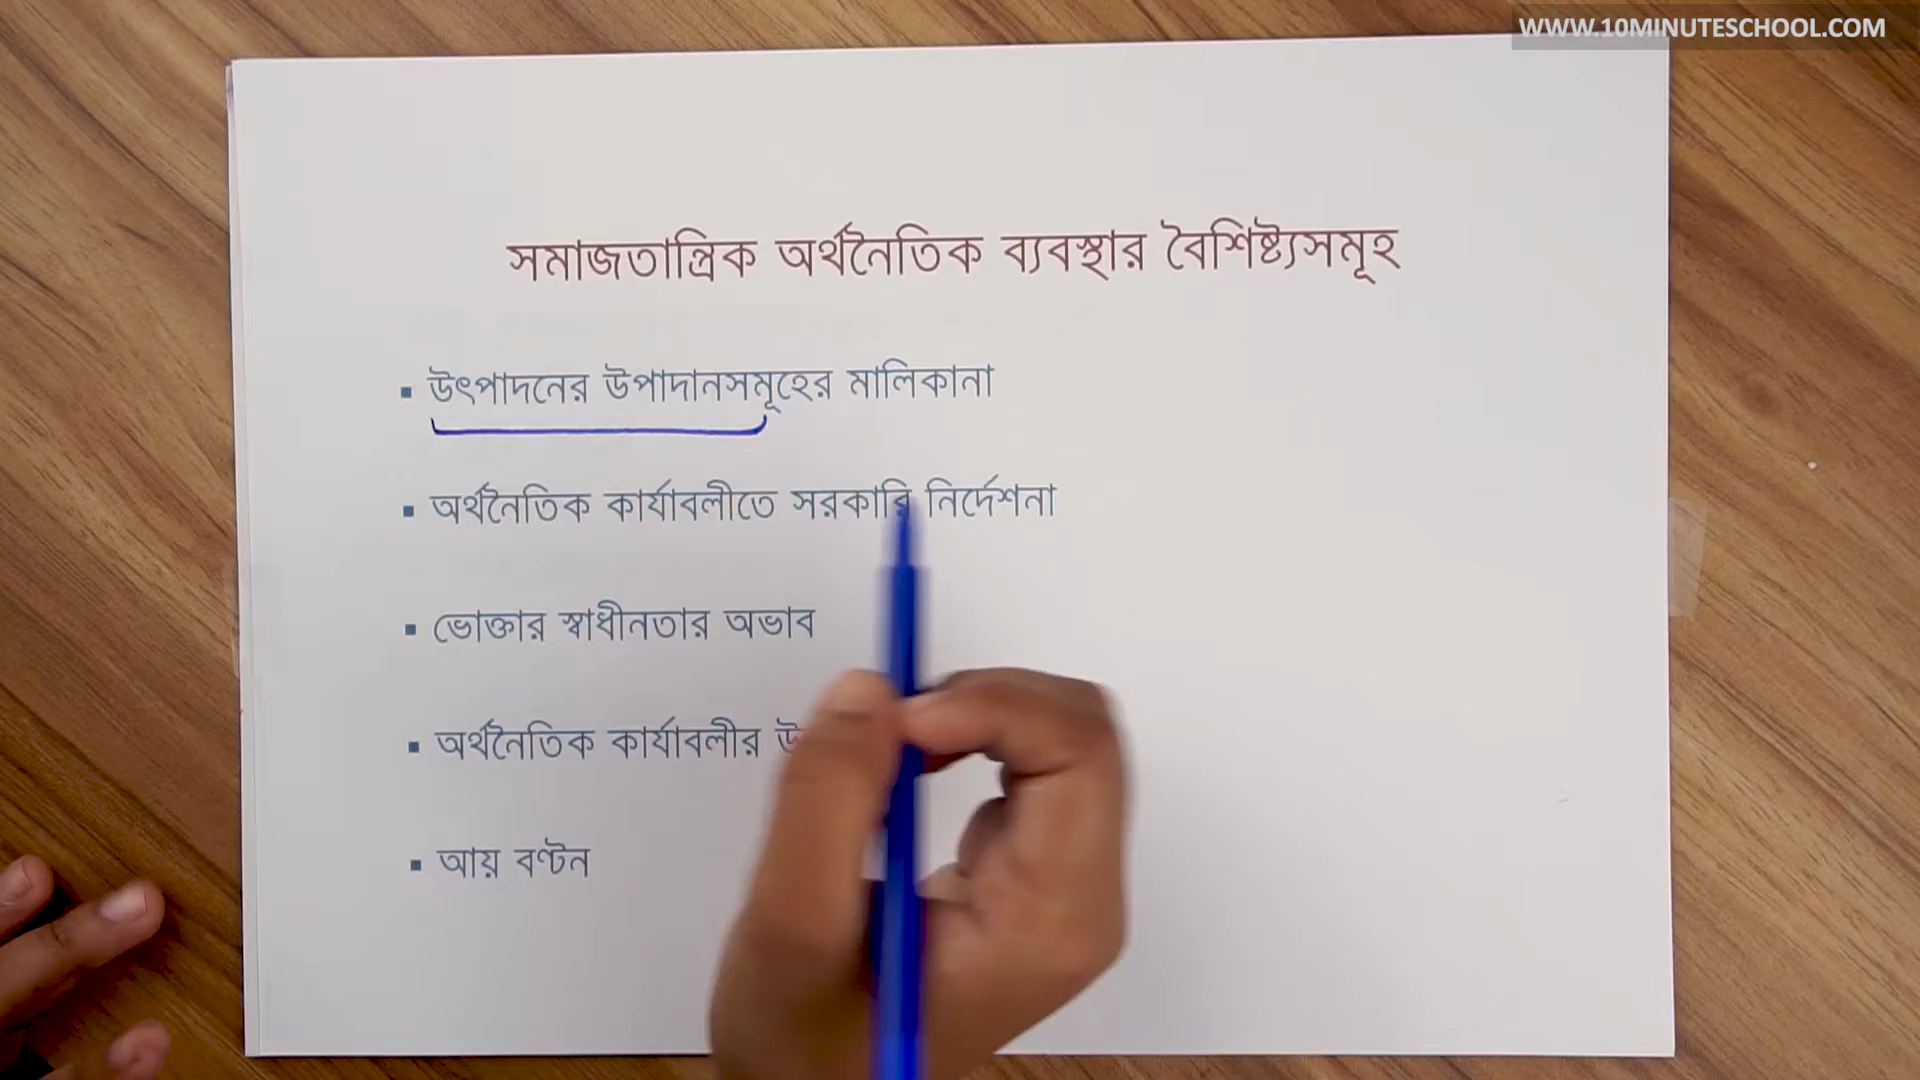 WWW.10MINUTESCHOOL.COM
সমাজতান্ত্রিক অর্থনৈতিক ব্যবস্থার বৈশিষ্ট্যসমূহ
▪ উৎপাদনের উপাদানসমূহের মালিকানা
▪ অর্থনৈতিক কার্যাবলীতে সরকারি নির্দেশনা
▪ ভোক্তার স্বাধীনতার অভাব
▪ অর্থনৈতিক কার্যাবলীর
▪ আয় বণ্টন